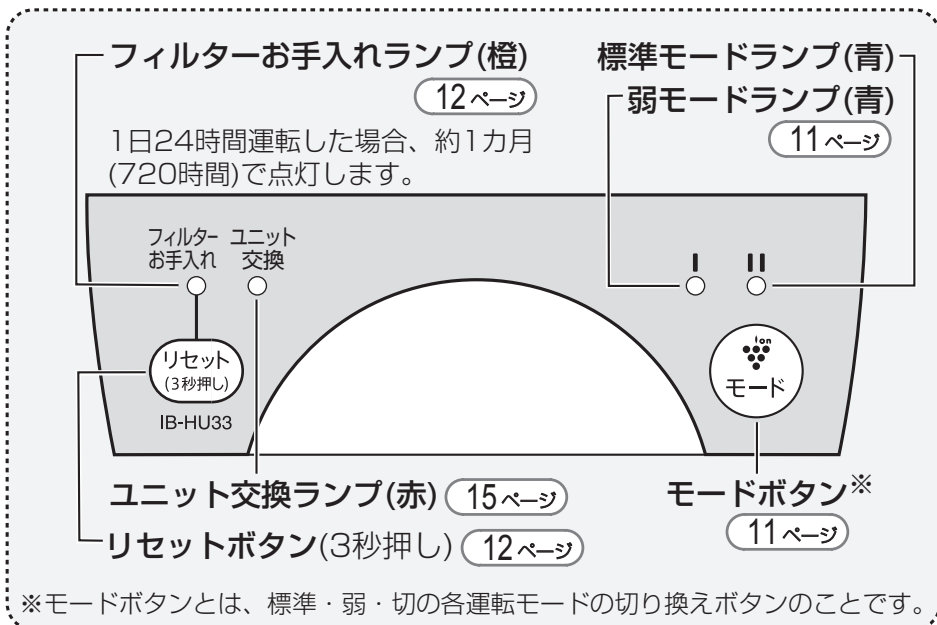 フィルターお手入れランプ(橙)
12ページ
1日24時間運転した場合、約1カ月
(720時間)で点灯します。
標準モードランプ(青)
弱モードランプ(青)
11ページ
フィルター
お手入れ
ユニット
交換
I
II
リセット
(3秒押し)
IB-HU33
ion
モード
ユニット交換ランプ(赤) 15ページ
リセットボタン(3秒押し) 12ページ
モードボタン※
11ページ
※モードボタンとは、標準・弱・切の各運転モードの切り換えボタンのことです。